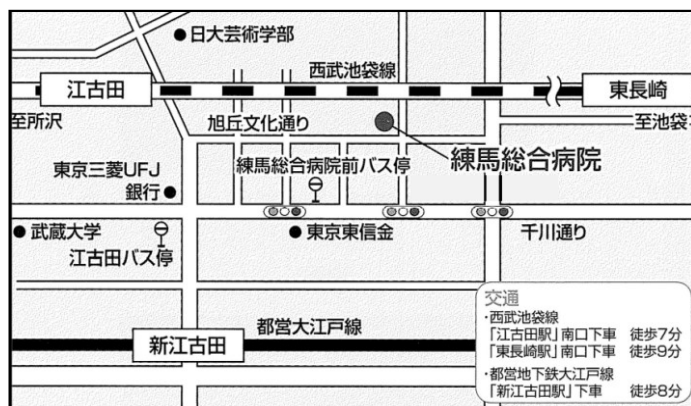 日大芸術学部
西武池袋線
江古田
東長崎
至所沢
旭丘文化通り
至池袋
練馬総合病院
練馬総合病院前バス停
東京三菱UFJ
銀行
武蔵大学
江古田バス停
東京東信金
千川通り
都営大江戸線
新江古田
交通
・西武池袋線
「江古田駅」南口下車 徒歩7分
「東長崎駅」南口下車 徒歩9分
・都営地下鉄大江戸線
「新江古田駅」下車 徒歩8分